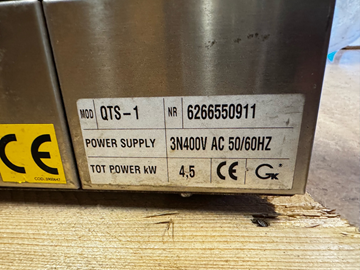 MOD QTS-1 NR 6266550911
POWER SUPPLY 3N400V AC 50/60HZ
TOT POWER kW 4,5 CE GK
CE